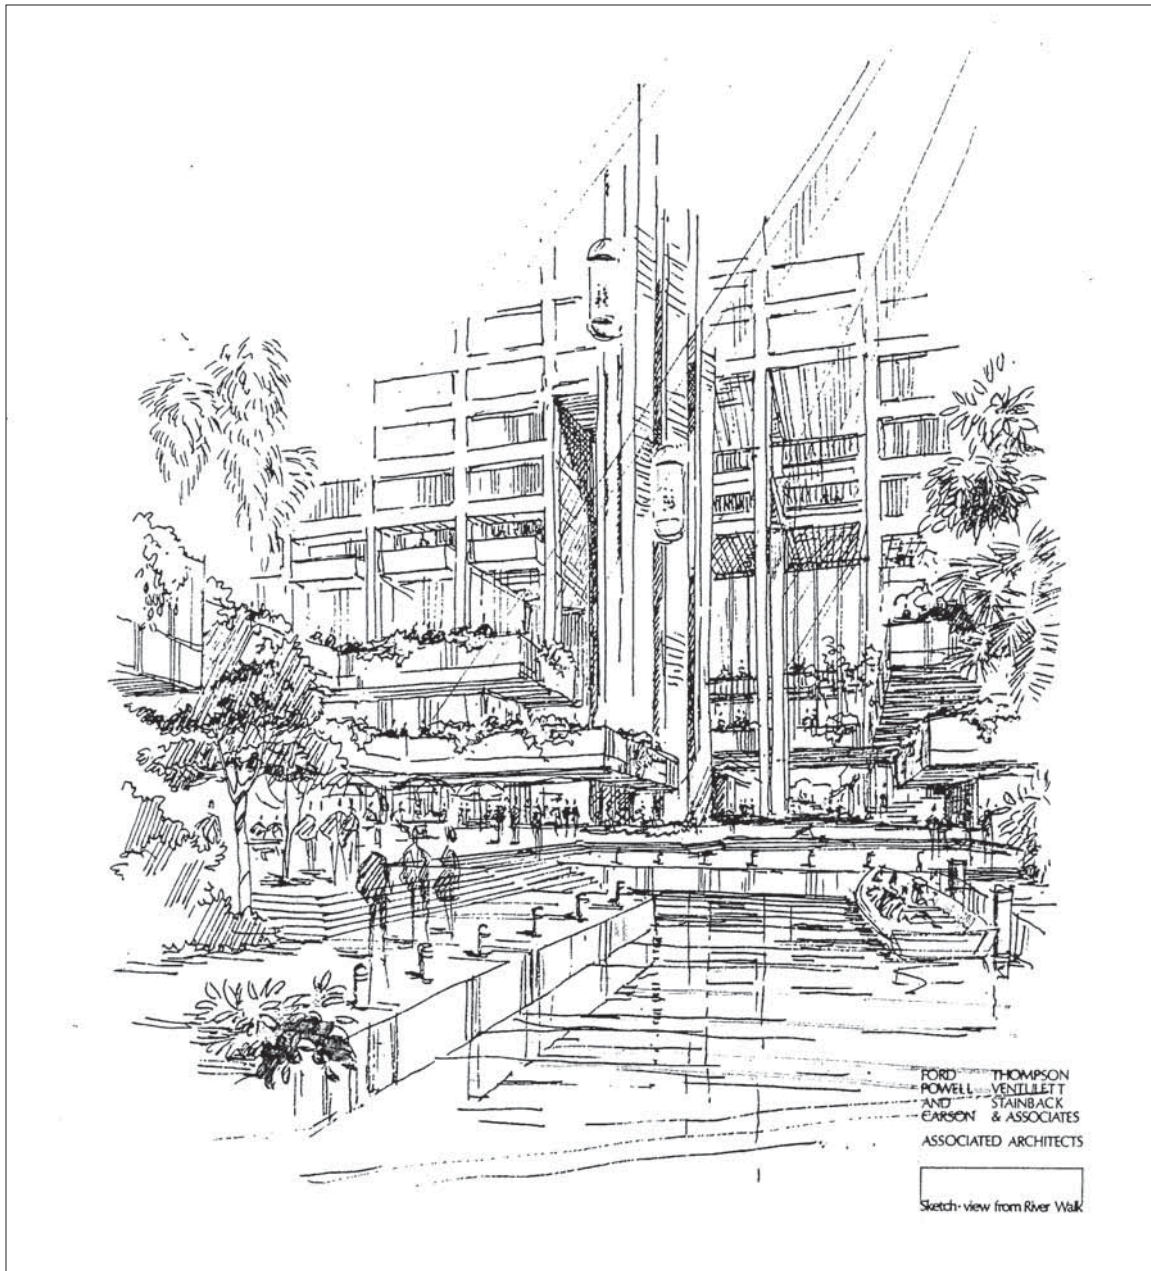 FORD THOMPSON
POWELL VENTULETT
AND STAINBACK
CARSON & ASSOCIATES
ASSOCIATED ARCHITECTS
Sketch - view from River Walk